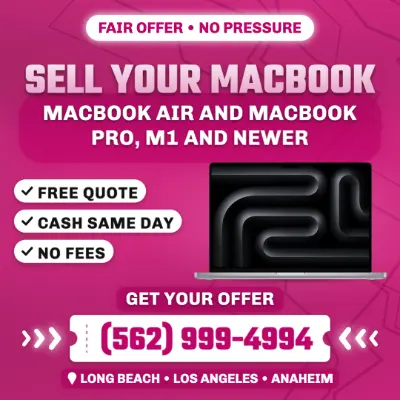 FAIR OFFER • NO PRESSURE
SELL YOUR MACBOOK
MACBOOK AIR AND MACBOOK
PRO, M1 AND NEWER
FREE QUOTE
CASH SAME DAY
NO FEES
GET YOUR OFFER
(562) 999-4994
LONG BEACH • LOS ANGELES • ANAHEIM